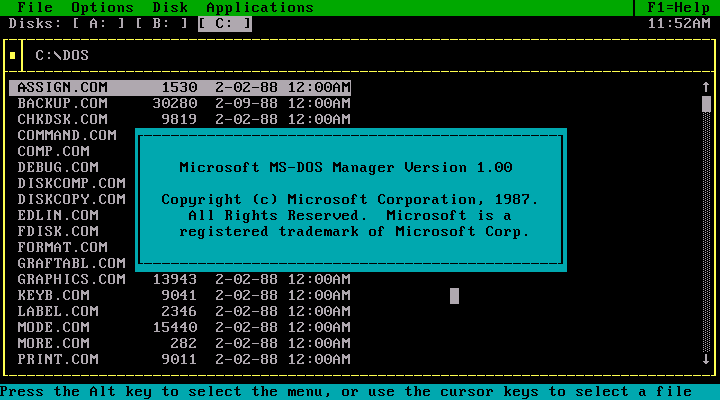 File Options Disk Applications F1=Help
Disks: [ A: ] [ B: ] [ C: ] 11:52AM
C:\DOS
ASSIGN.COM 1530 2-02-88 12:00AM
BACKUP.COM 30280 2-09-88 12:00AM
CHKDSK.COM 9819 2-02-88 12:00AM
COMMAND.COM
COMP.COM
DEBUG.COM
DISKCOMP.COM
DISKCOPY.COM
EDLIN.COM
FDISK.COM
FORMAT.COM
GRAFTABL.COM
GRAPHICS.COM 13943 2-02-88 12:00AM
KEYB.COM 9041 2-02-88 12:00AM
LABEL.COM 2346 2-02-88 12:00AM
MODE.COM 15440 2-02-88 12:00AM
MORE.COM 282 2-02-88 12:00AM
PRINT.COM 9011 2-02-88 12:00AM
Microsoft MS-DOS Manager Version 1.00
Copyright (c) Microsoft Corporation, 1987.
All Rights Reserved. Microsoft is a
registered trademark of Microsoft Corp.
Press the Alt key to select the menu, or use the cursor keys to select a file